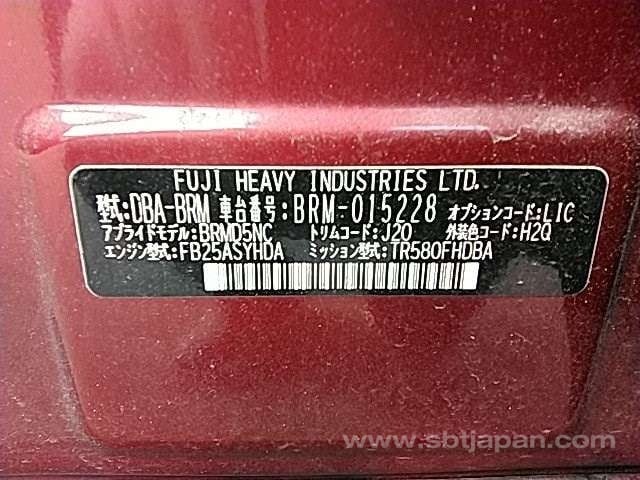 FUJI HEAVY INDUSTRIES LTD.
型式:DBA-BRM 車台番号:BRM-015228 オプションコード:LIC
アプライドモデル:BRMD5NC トリムコード:J20 外装色コード:H2Q
エンジン型式:FB25ASYHDA ミッション型式:TR580FHDBA
www.sbtjapan.com